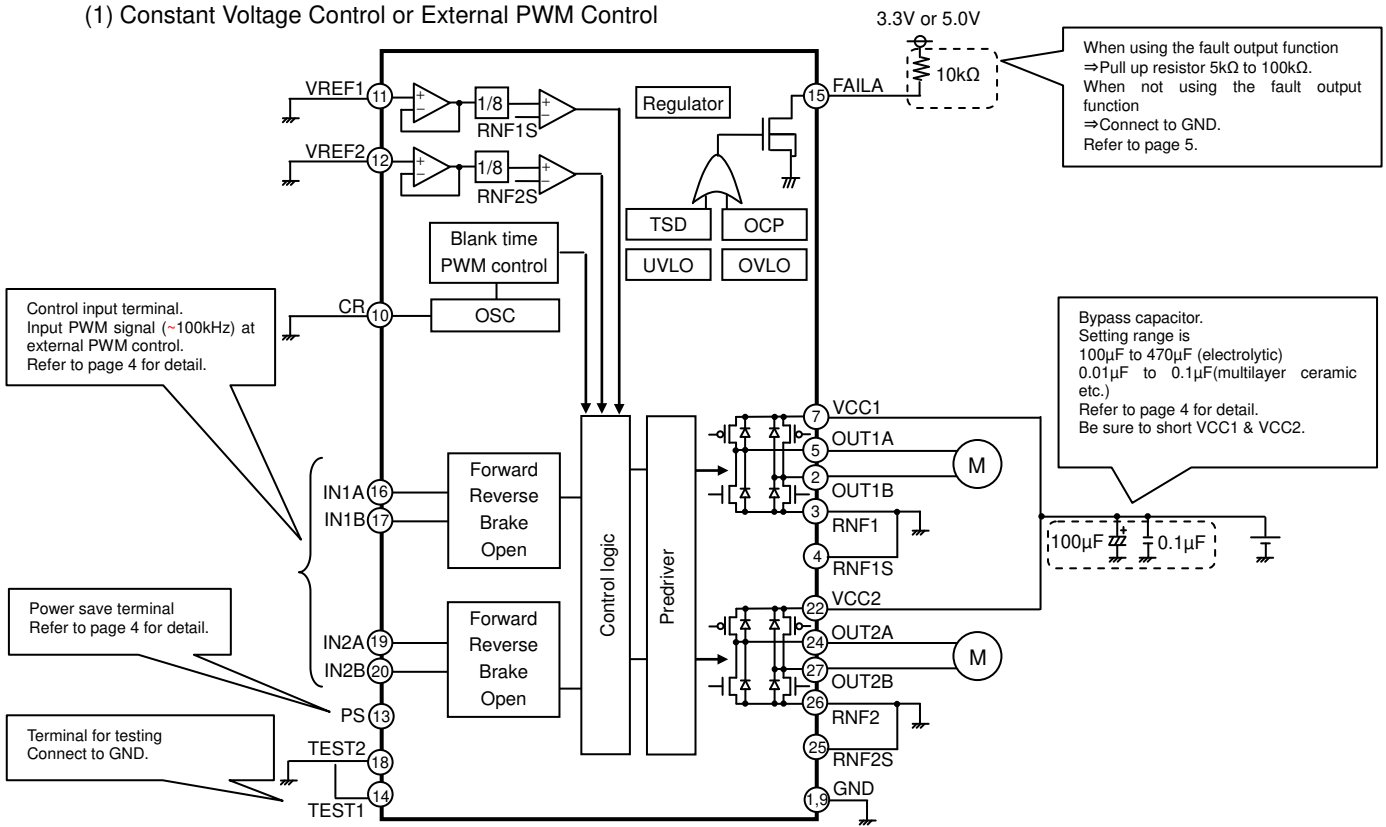 (1) Constant Voltage Control or External PWM Control
3.3V or 5.0V
10kΩ
When using the fault output function
⇒Pull up resistor 5kΩ to 100kΩ.
When not using the fault output
function
⇒Connect to GND.
Refer to page 5.
VREF1
11
1/8
RNF1S
Regulator
15
FAILA
VREF2
12
1/8
RNF2S
TSD
OCP
UVLO
OVLO
Blank time
PWM control
CR
10
OSC
Control input terminal.
Input PWM signal (~100kHz) at
external PWM control.
Refer to page 4 for detail.
Bypass capacitor.
Setting range is
100µF to 470µF (electrolytic)
0.01µF to 0.1µF(multilayer ceramic
etc.)
Refer to page 4 for detail.
Be sure to short VCC1 & VCC2.
7
VCC1
5
OUT1A
M
2
OUT1B
3
RNF1
4
RNF1S
IN1A
16
IN1B
17
Forward
Reverse
Brake
Open
Control logic
Predriver
100µF
+
0.1µF
Power save terminal
Refer to page 4 for detail.
22
VCC2
24
OUT2A
M
27
OUT2B
26
RNF2
25
RNF2S
IN2A
19
IN2B
20
Forward
Reverse
Brake
Open
PS
13
Terminal for testing
Connect to GND.
TEST2
18
14
TEST1
1,9
GND